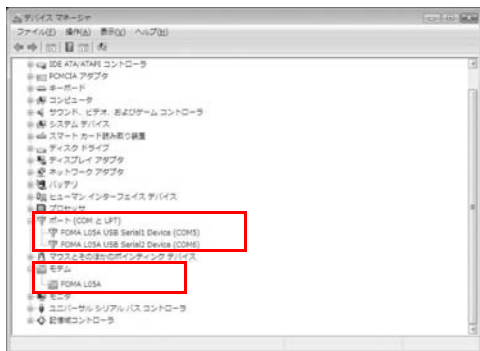 デバイス マネージャ
ファイル(F) 操作(A) 表示(V) ヘルプ(H)
IDE ATA/ATAPI コントローラ
PCMCIA アダプタ
キーボード
コンピュータ
サウンド、ビデオ、およびゲーム コントローラ
システム デバイス
スマート カード読み取り装置
ディスク ドライブ
ディスプレイ アダプタ
ネットワーク アダプタ
バッテリ
ヒューマン インターフェイス デバイス
プロセッサ
ポート (COM と LPT)
FOMA L05A USB Serial1 Device (COM5)
FOMA L05A USB Serial2 Device (COM6)
マウスとそのほかのポインティング デバイス
モデム
FOMA L05A
モニタ
ユニバーサル シリアル バス コントローラ
記憶域コントローラ